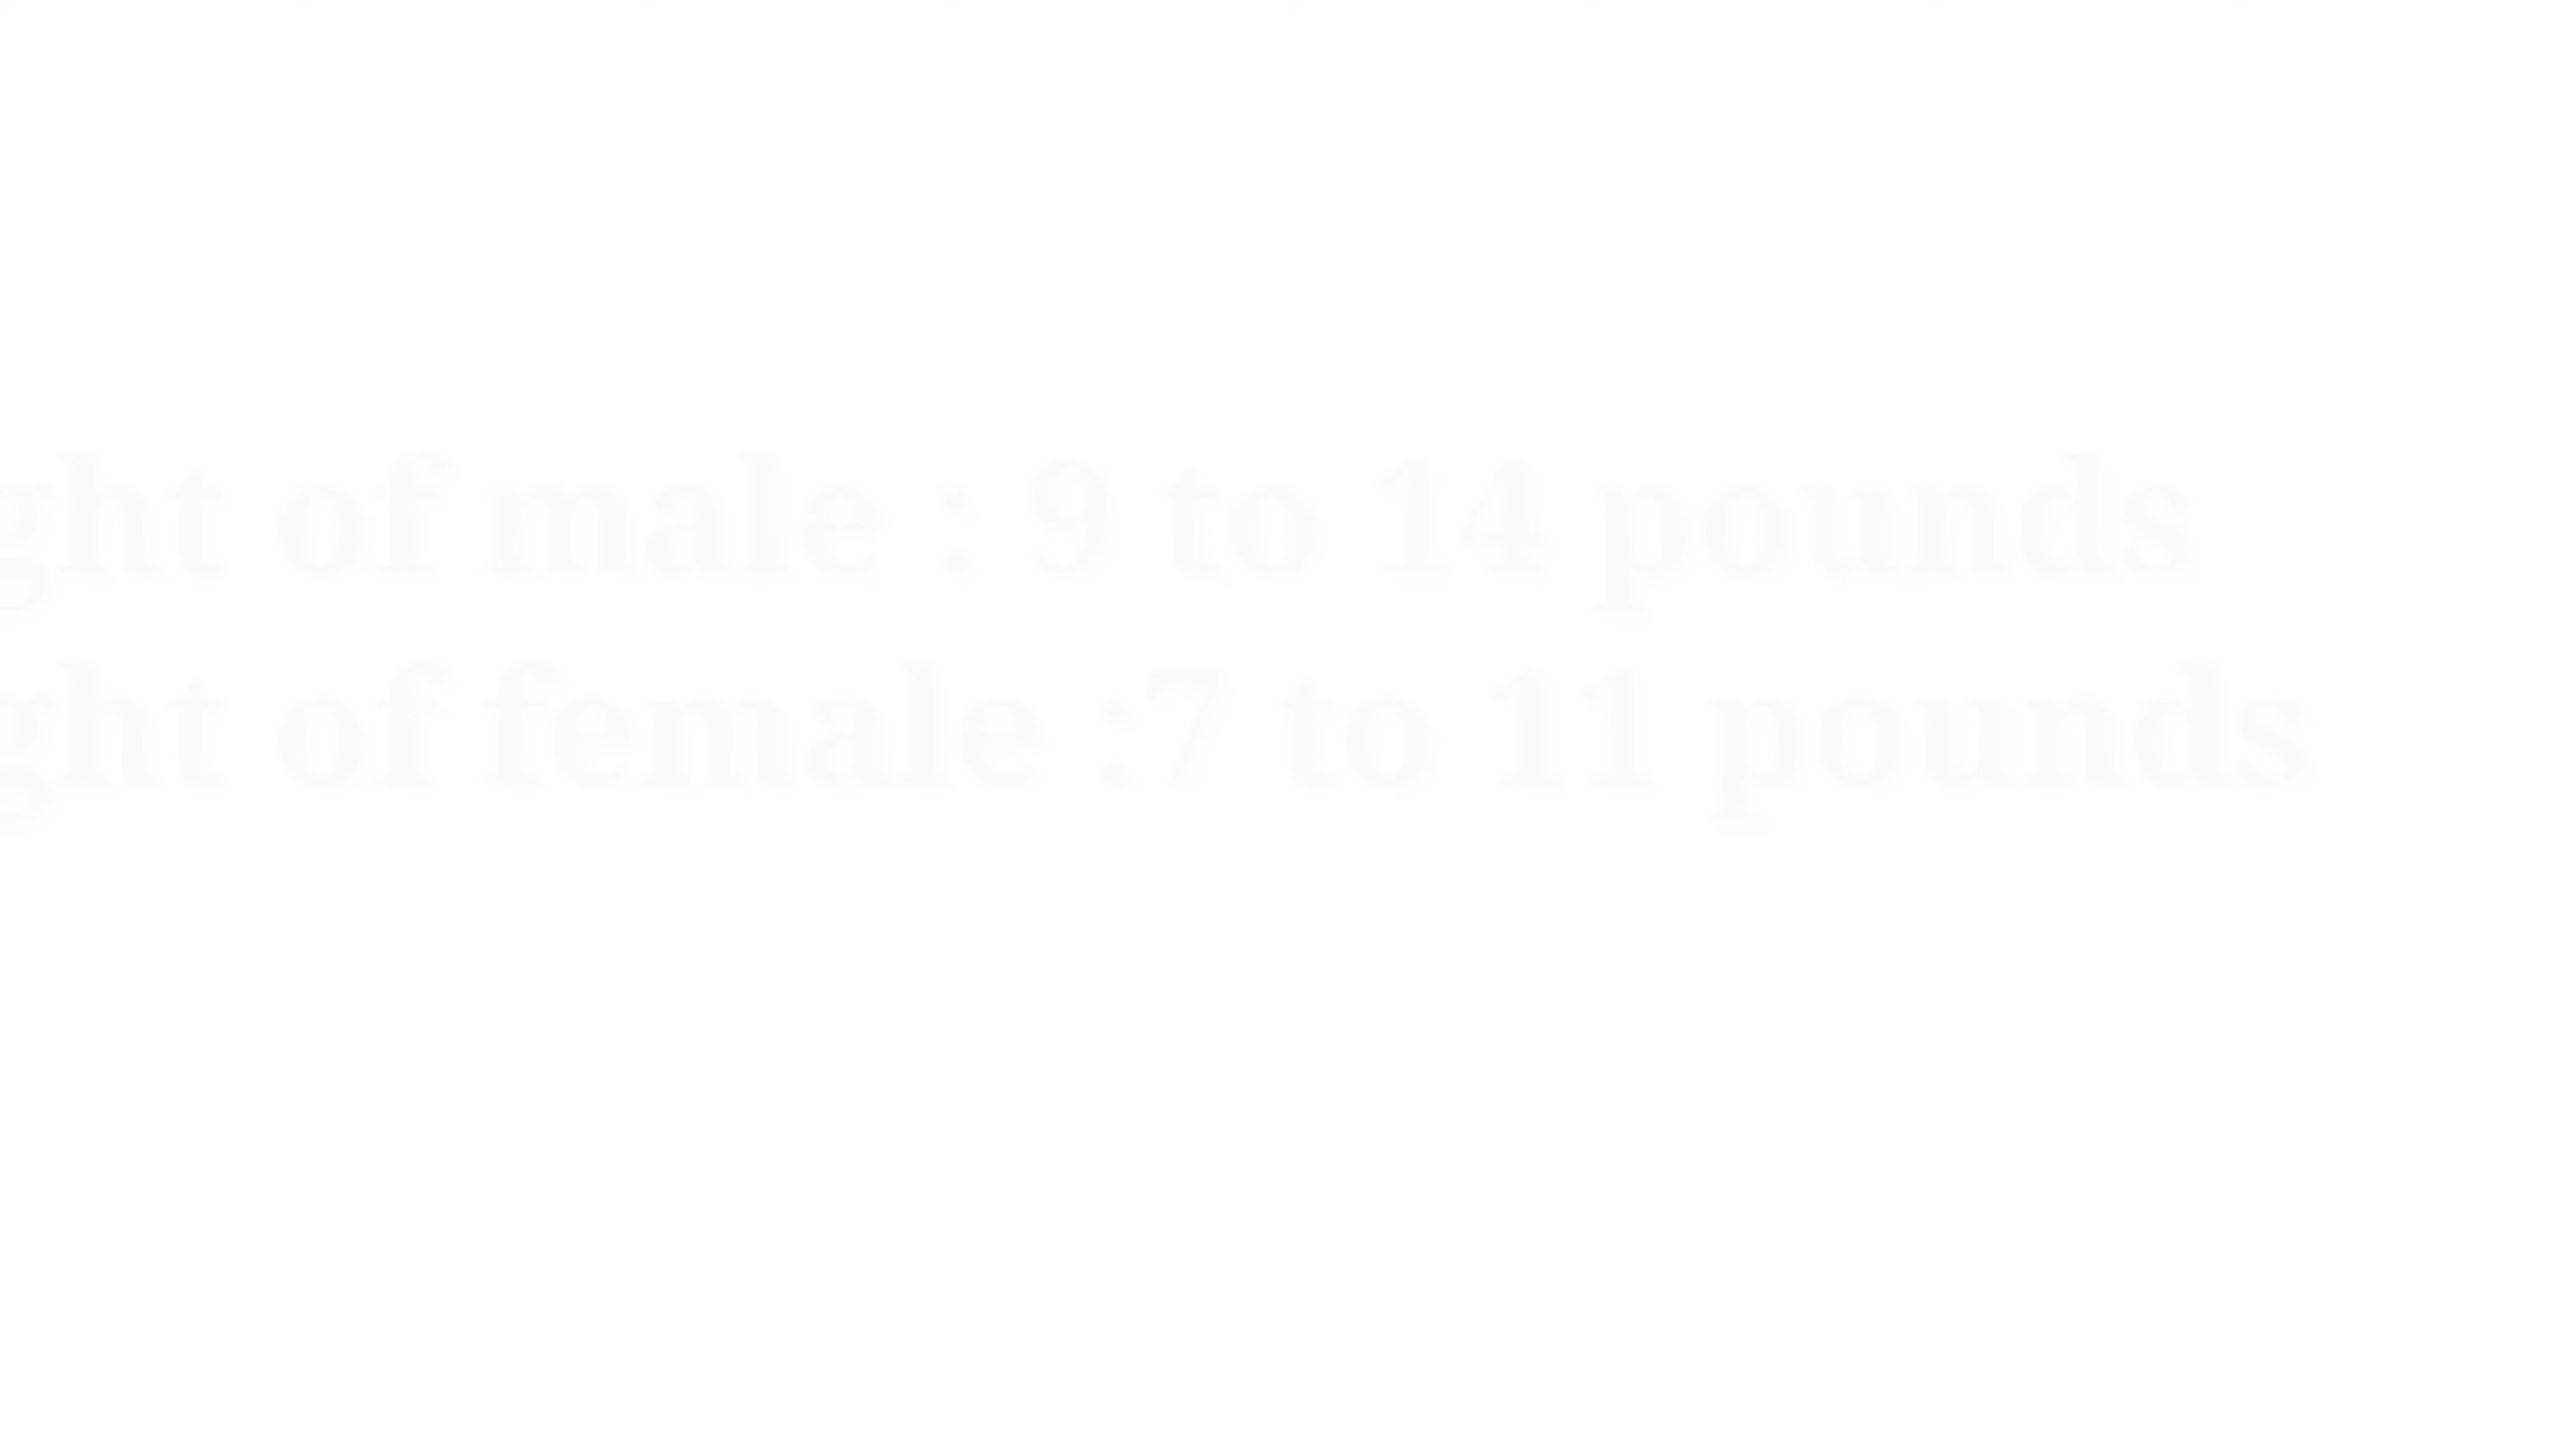 ght of male : 9 to 14 pounds
ght of female :7 to 11 pounds